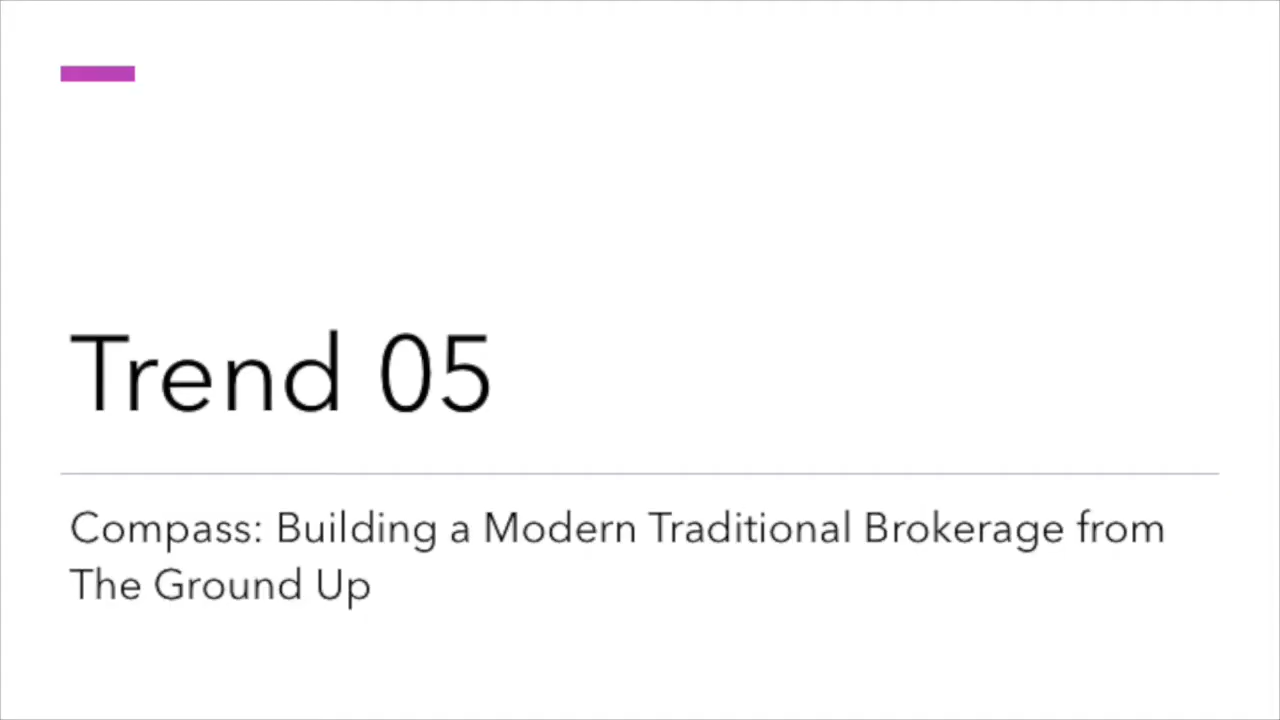 Trend 05
Compass: Building a Modern Traditional Brokerage from
The Ground Up